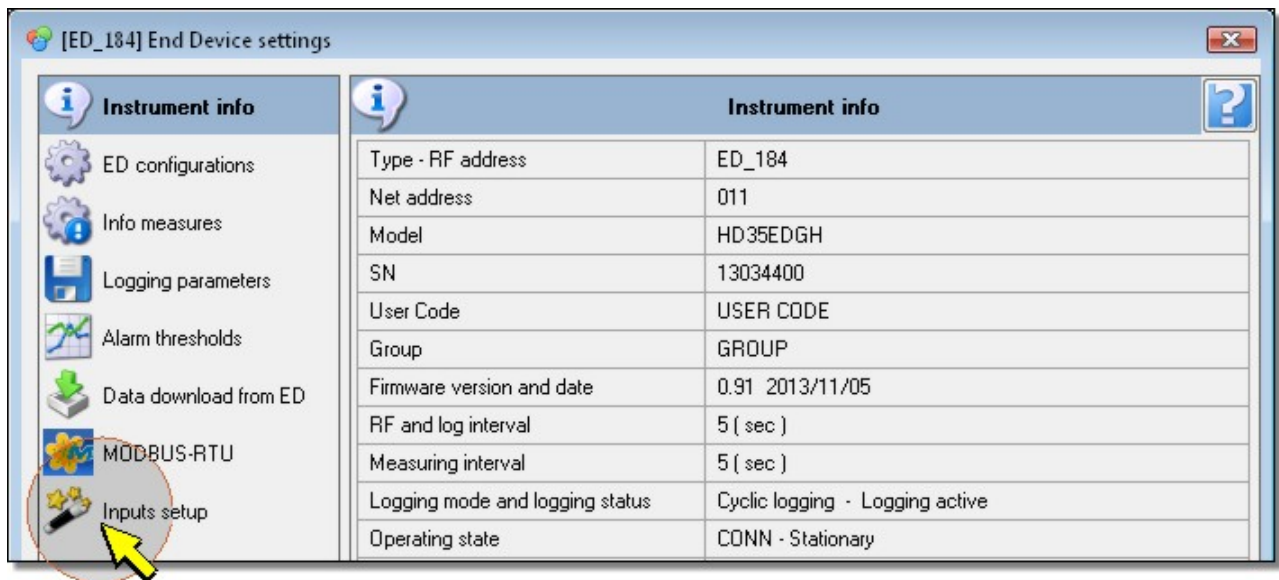 [ED_184] End Device settings
Instrument info
ED configurations
Info measures
Logging parameters
Alarm thresholds
Data download from ED
MODBUS-RTU
Inputs setup
Instrument info
Type - RF address ED_184
Net address 011
Model HD35EDGH
SN 13034400
User Code USER CODE
Group GROUP
Firmware version and date 0.91 2013/11/05
RF and log interval 5 ( sec )
Measuring interval 5 ( sec )
Logging mode and logging status Cyclic logging - Logging active
Operating state CONN - Stationary